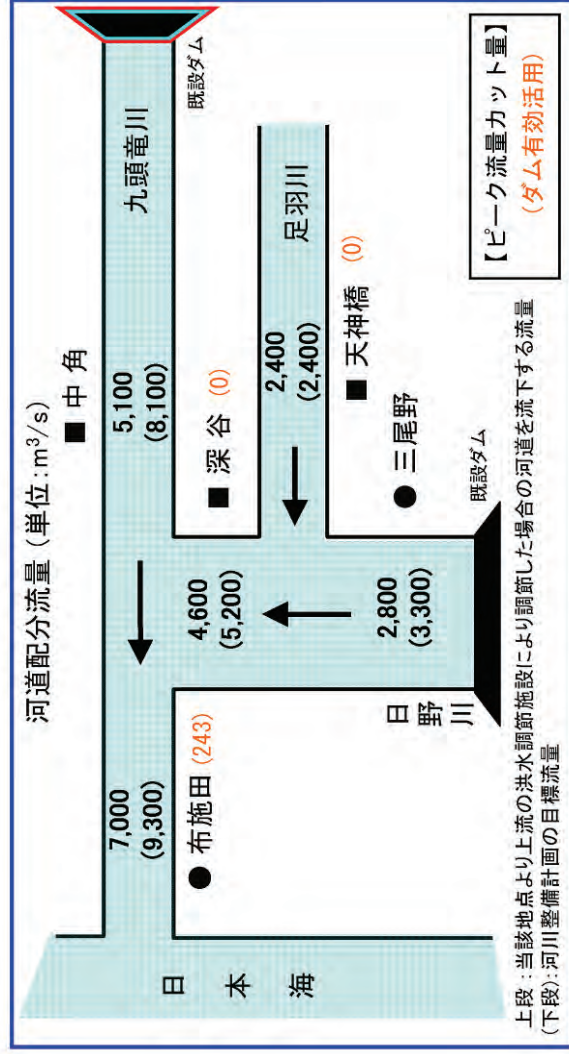 河道配分流量(単位:m³/s)
■中角
九頭竜川
既設ダム
5,100
(8,100)
7,000
(9,300)
●布施田(243)
■深谷(0)
足羽川
2,400
(2,400)
■天神橋(0)
4,600
(5,200)
●三尾野
2,800
(3,300)
日野川
既設ダム
日本海
【ピーク流量カット量】
(ダム有効活用)
上段:当該地点より上流の洪水調節施設により調節した場合の河道を流下する流量
(下段):河川整備計画の目標流量